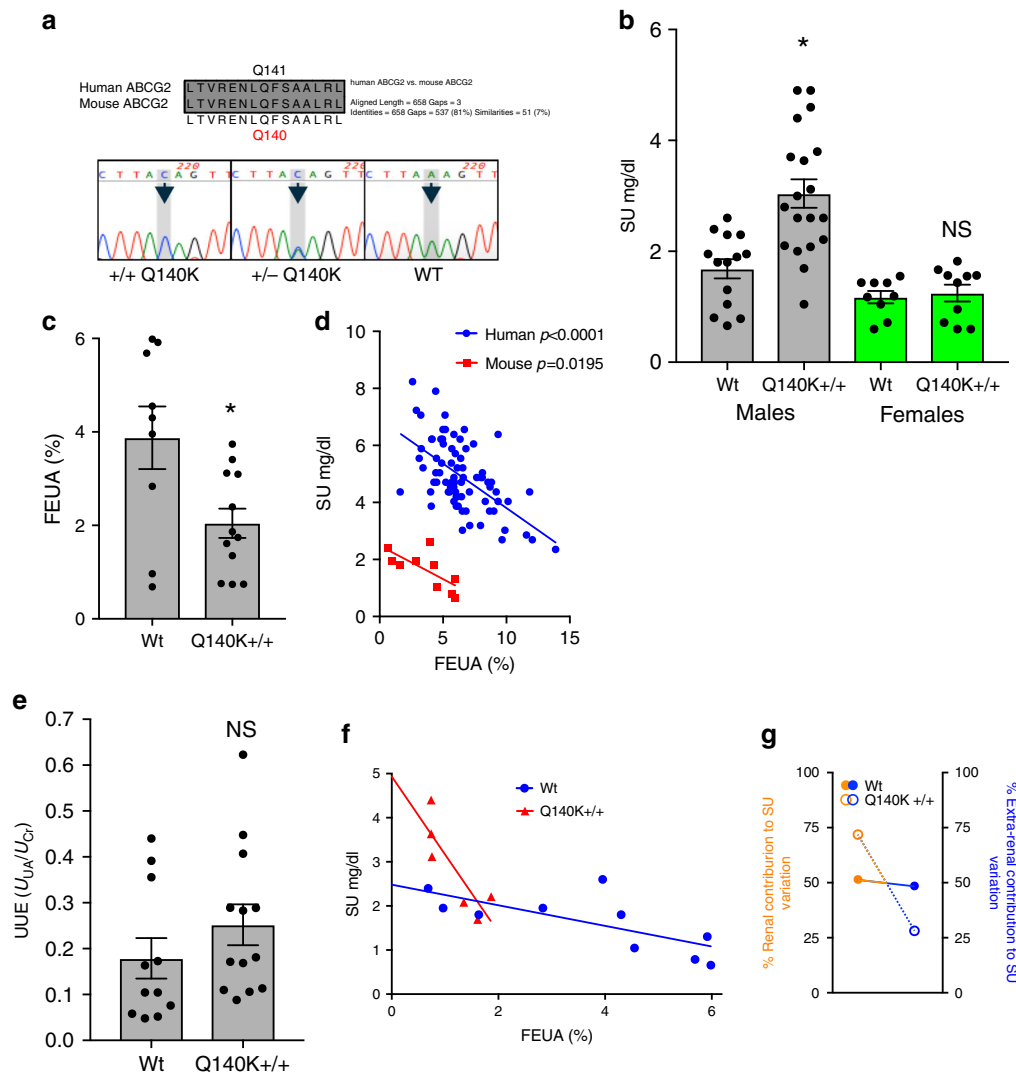 a
Q141
Human ABCG2 LTVRENLQFSAALRL human ABCG2 vs. mouse ABCG2
Mouse ABCG2 LTVRENLQFSAALRL Aligned Length = 658 Gaps = 3
LTVRENLQFSAALRL Identities = 658 Gaps = 537 (81%) Similarities = 51 (7%)
Q140
220 220 220
C T T A C A G T T C T T A C A G T T C T T A A A G T T
+/+ Q140K +/– Q140K WT
b
SU mg/dl
6
4
2
0
*
NS
Wt Q140K+/+ Wt Q140K+/+
Males Females
c
FEUA (%)
6
4
2
0
*
Wt Q140K+/+
d
SU mg/dl
10
8
6
4
2
0
Human p<0.0001
Mouse p=0.0195
0 5 10 15
FEUA (%)
e
UUE (UUA/UCr)
0.7
0.6
0.5
0.4
0.3
0.2
0.1
0.0
NS
Wt Q140K+/+
f
SU mg/dl
5
4
3
2
1
0
Wt
Q140K+/+
0 2 4 6
FEUA (%)
g
% Renal contriburion to SU
variation
100
75
50
25
0
Wt
Q140K +/+
100
75
50
25
0
% Extra-renal contribution to SU
variation